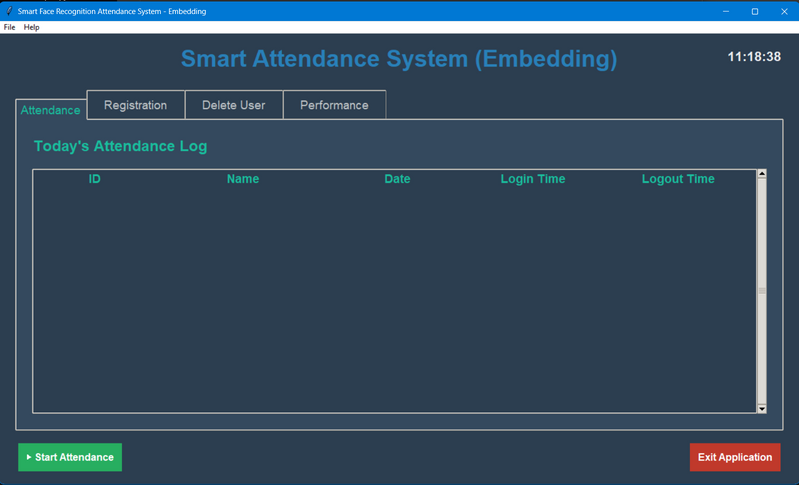 Smart Face Recognition Attendance System - Embedding
File Help
Smart Attendance System (Embedding)
11:18:38
Attendance
Registration
Delete User
Performance
Today's Attendance Log
ID Name Date Login Time Logout Time
Start Attendance
Exit Application